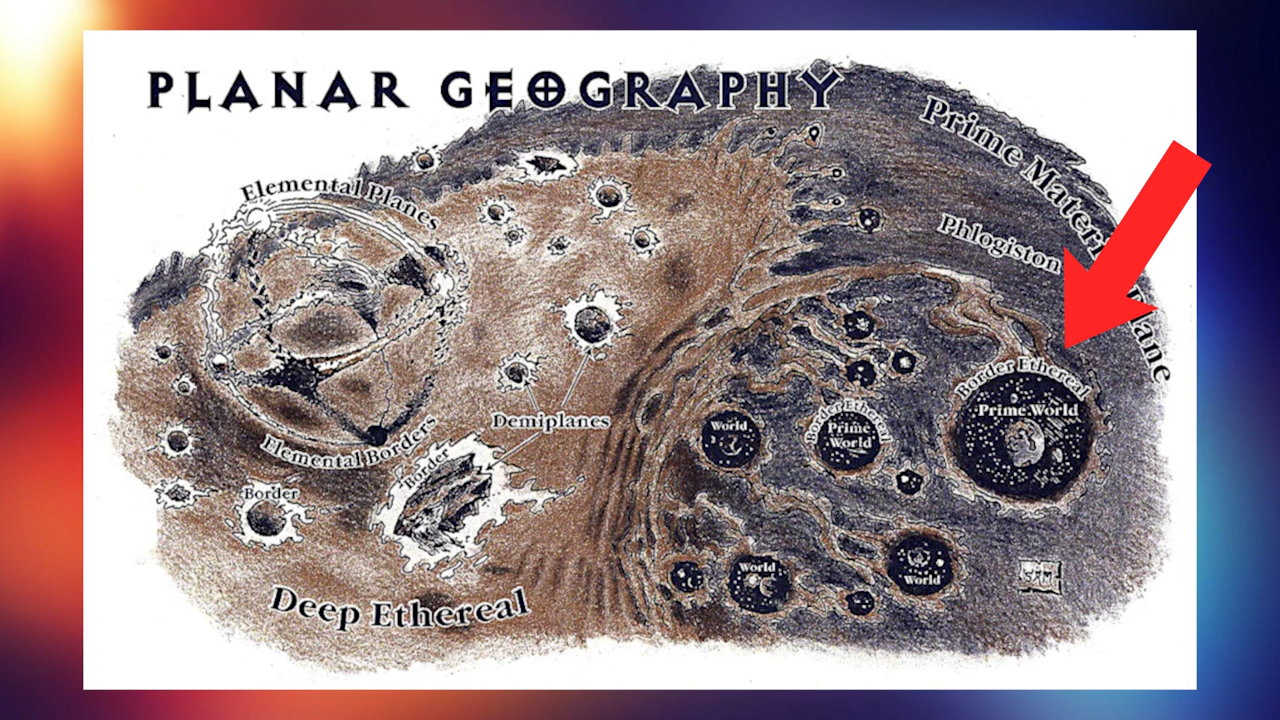 PLANAR GEOGRAPHY
Prime Material Plane
Elemental Planes
Phlogiston
Border Ethereal
Prime World
Demiplanes
World
Border Ethereal
Prime
World
Elemental Borders
Border
Border
World
World
Deep Ethereal